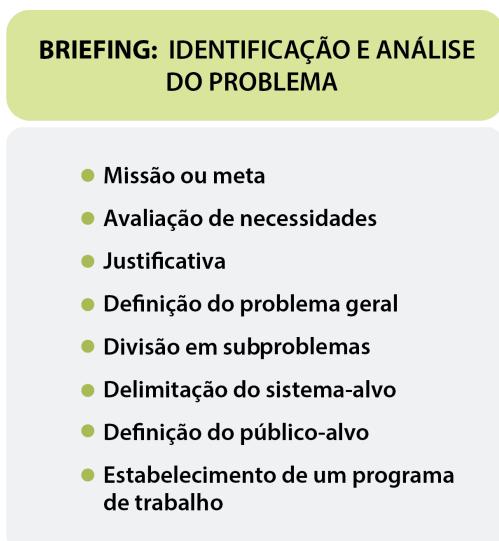 BRIEFING: IDENTIFICAÇÃO E ANÁLISE
DO PROBLEMA
Missão ou meta
Avaliação de necessidades
Justificativa
Definição do problema geral
Divisão em subproblemas
Delimitação do sistema-alvo
Definição do público-alvo
Estabelecimento de um programa
de trabalho